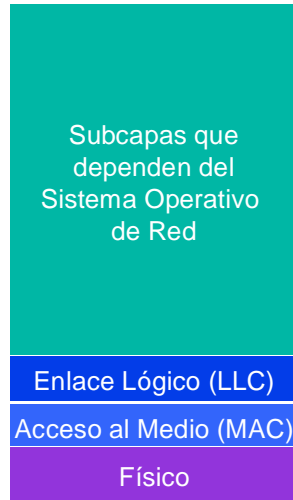 Subcapas que
dependen del
Sistema Operativo
de Red
Enlace Lógico (LLC)
Acceso al Medio (MAC)
Físico